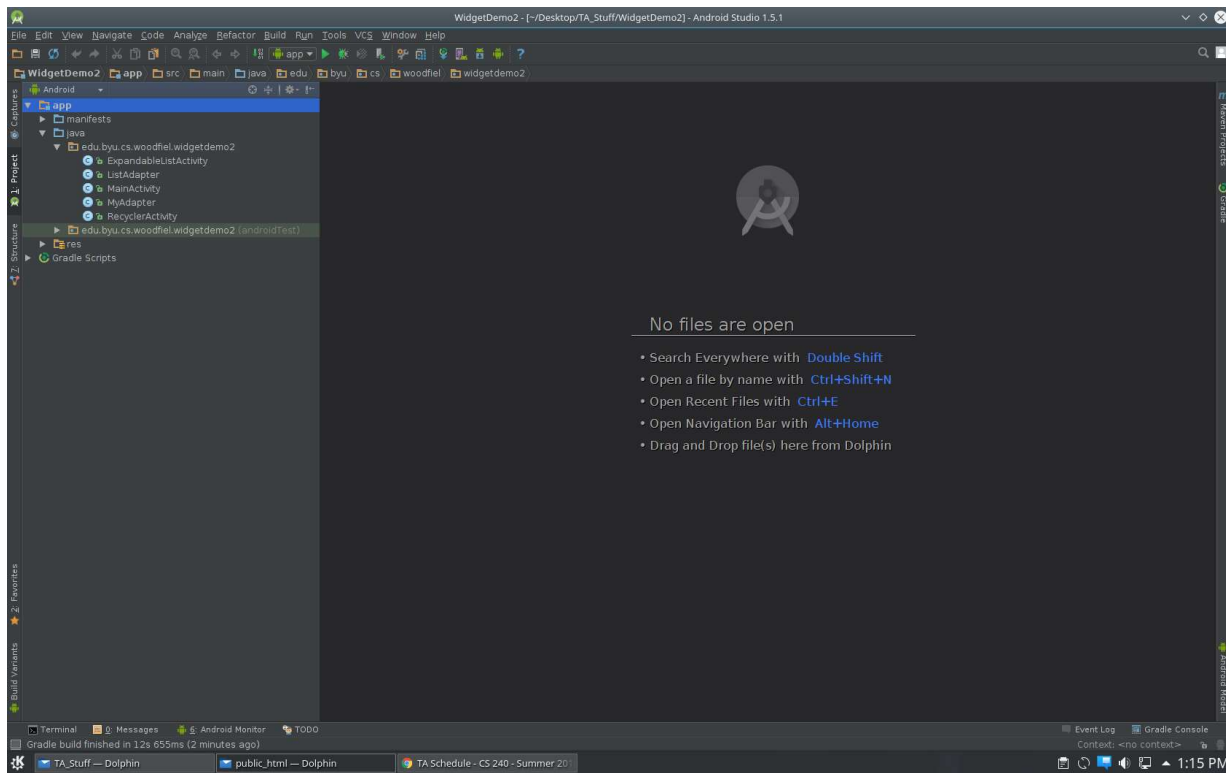 WidgetDemo2 - [~/Desktop/TA_Stuff/WidgetDemo2] - Android Studio 1.5.1
File Edit View Navigate Code Analyze Refactor Build Run Tools VCS Window Help
app
WidgetDemo2 app src main java edu byu cs woodfiel widgetdemo2
Captures
1: Project
7: Structure
2: Favorites
Build Variants
Android
app
manifests
java
edu.byu.cs.woodfiel.widgetdemo2
ExpandableListActivity
ListAdapter
MainActivity
MyAdapter
RecyclerActivity
edu.byu.cs.woodfiel.widgetdemo2 (androidTest)
res
Gradle Scripts
No files are open
• Search Everywhere with Double Shift
• Open a file by name with Ctrl+Shift+N
• Open Recent Files with Ctrl+E
• Open Navigation Bar with Alt+Home
• Drag and Drop file(s) here from Dolphin
Maven Projects
Gradle
Android Model
Terminal 0: Messages 6: Android Monitor TODO
Event Log Gradle Console
Gradle build finished in 12s 655ms (2 minutes ago)
Context: <no context>
TA_Stuff — Dolphin
public_html — Dolphin
TA Schedule - CS 240 - Summer 201
1:15 PM